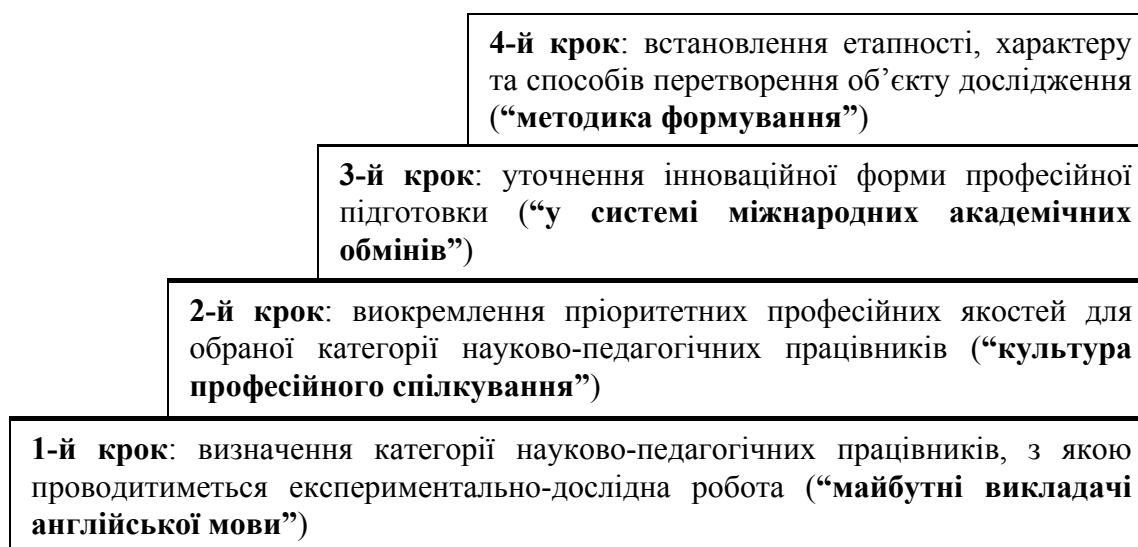 4-й крок: встановлення етапності, характеру
та способів перетворення об’єкту дослідження
(“методика формування”)
3-й крок: уточнення інноваційної форми професійної
підготовки (“у системі міжнародних академічних
обмінів”)
2-й крок: виокремлення пріоритетних професійних якостей для
обраної категорії науково-педагогічних працівників (“культура
професійного спілкування”)
1-й крок: визначення категорії науково-педагогічних працівників, з якою
проводитиметься експериментально-дослідна робота (“майбутні викладачі
англійської мови”)